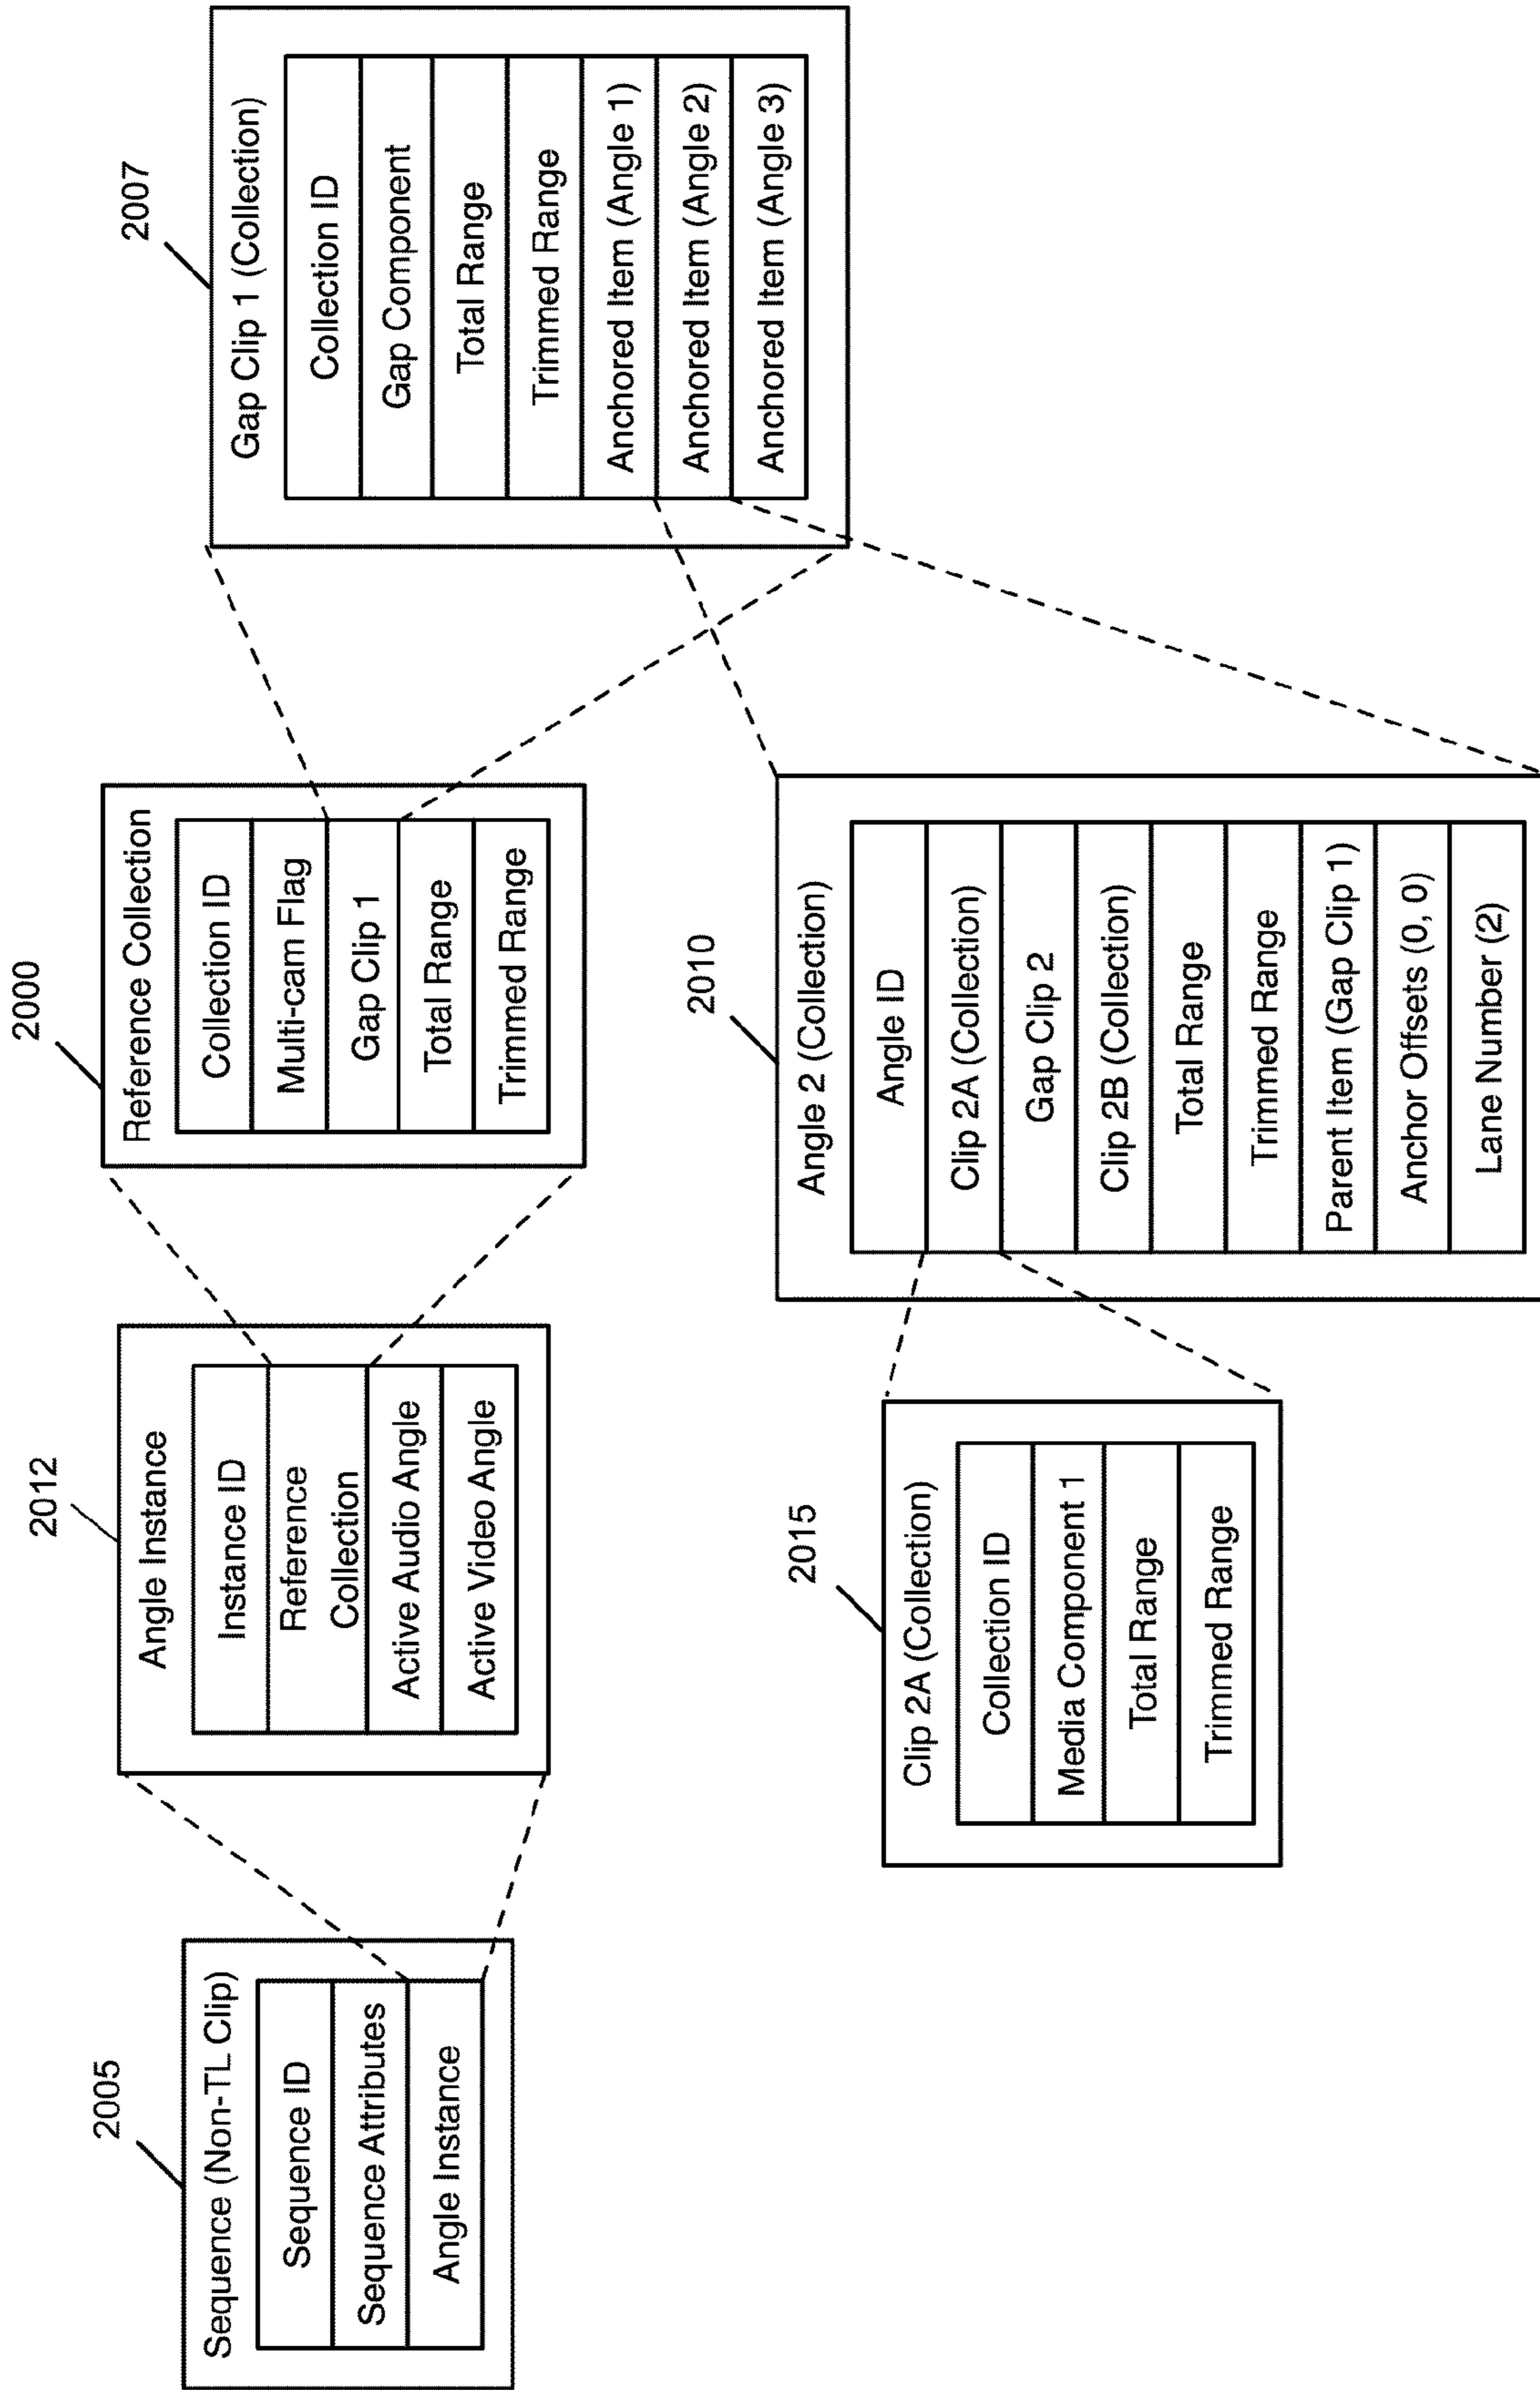 2005
Sequence (Non-TL Clip)
Sequence ID
Sequence Attributes
Angle Instance
2012
Angle Instance
Instance ID
Reference
Collection
Active Audio Angle
Active Video Angle
2000
Reference Collection
Collection ID
Multi-cam Flag
Gap Clip 1
Total Range
Trimmed Range
2007
Gap Clip 1 (Collection)
Collection ID
Gap Component
Total Range
Trimmed Range
Anchored Item (Angle 1)
Anchored Item (Angle 2)
Anchored Item (Angle 3)
2015
Clip 2A (Collection)
Collection ID
Media Component 1
Total Range
Trimmed Range
2010
Angle 2 (Collection)
Angle ID
Clip 2A (Collection)
Gap Clip 2
Clip 2B (Collection)
Total Range
Trimmed Range
Parent Item (Gap Clip 1)
Anchor Offsets (0, 0)
Lane Number (2)